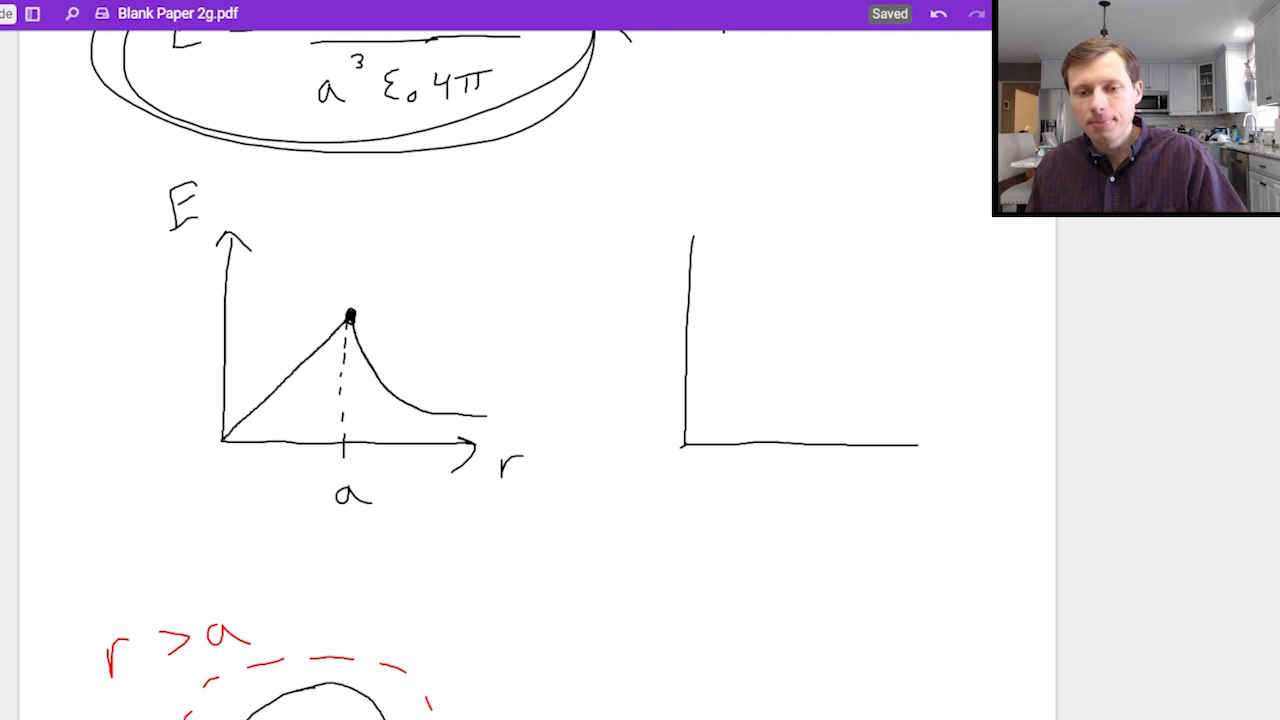 Blank Paper 2g.pdf
Saved
a³ ε₀ 4π
E
r
a
r > a